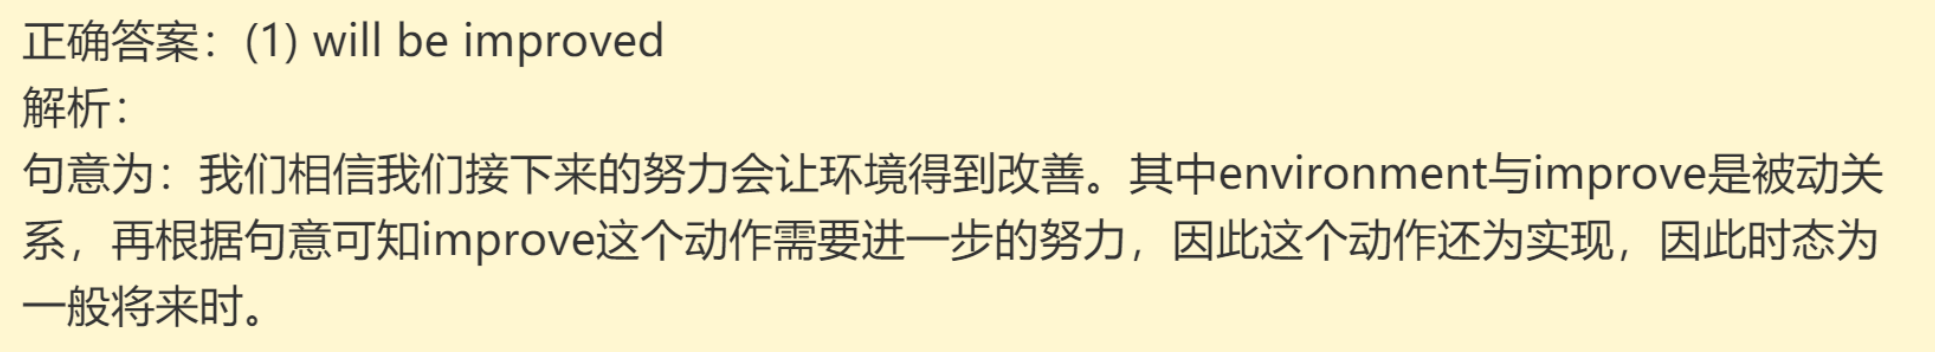 正确答案：(1) will be improved
解析：
句意为：我们相信我们接下来的努力会让环境得到改善。其中environment与improve是被动关
系，再根据句意可知improve这个动作需要进一步的努力，因此这个动作还为实现，因此时态为
一般将来时。